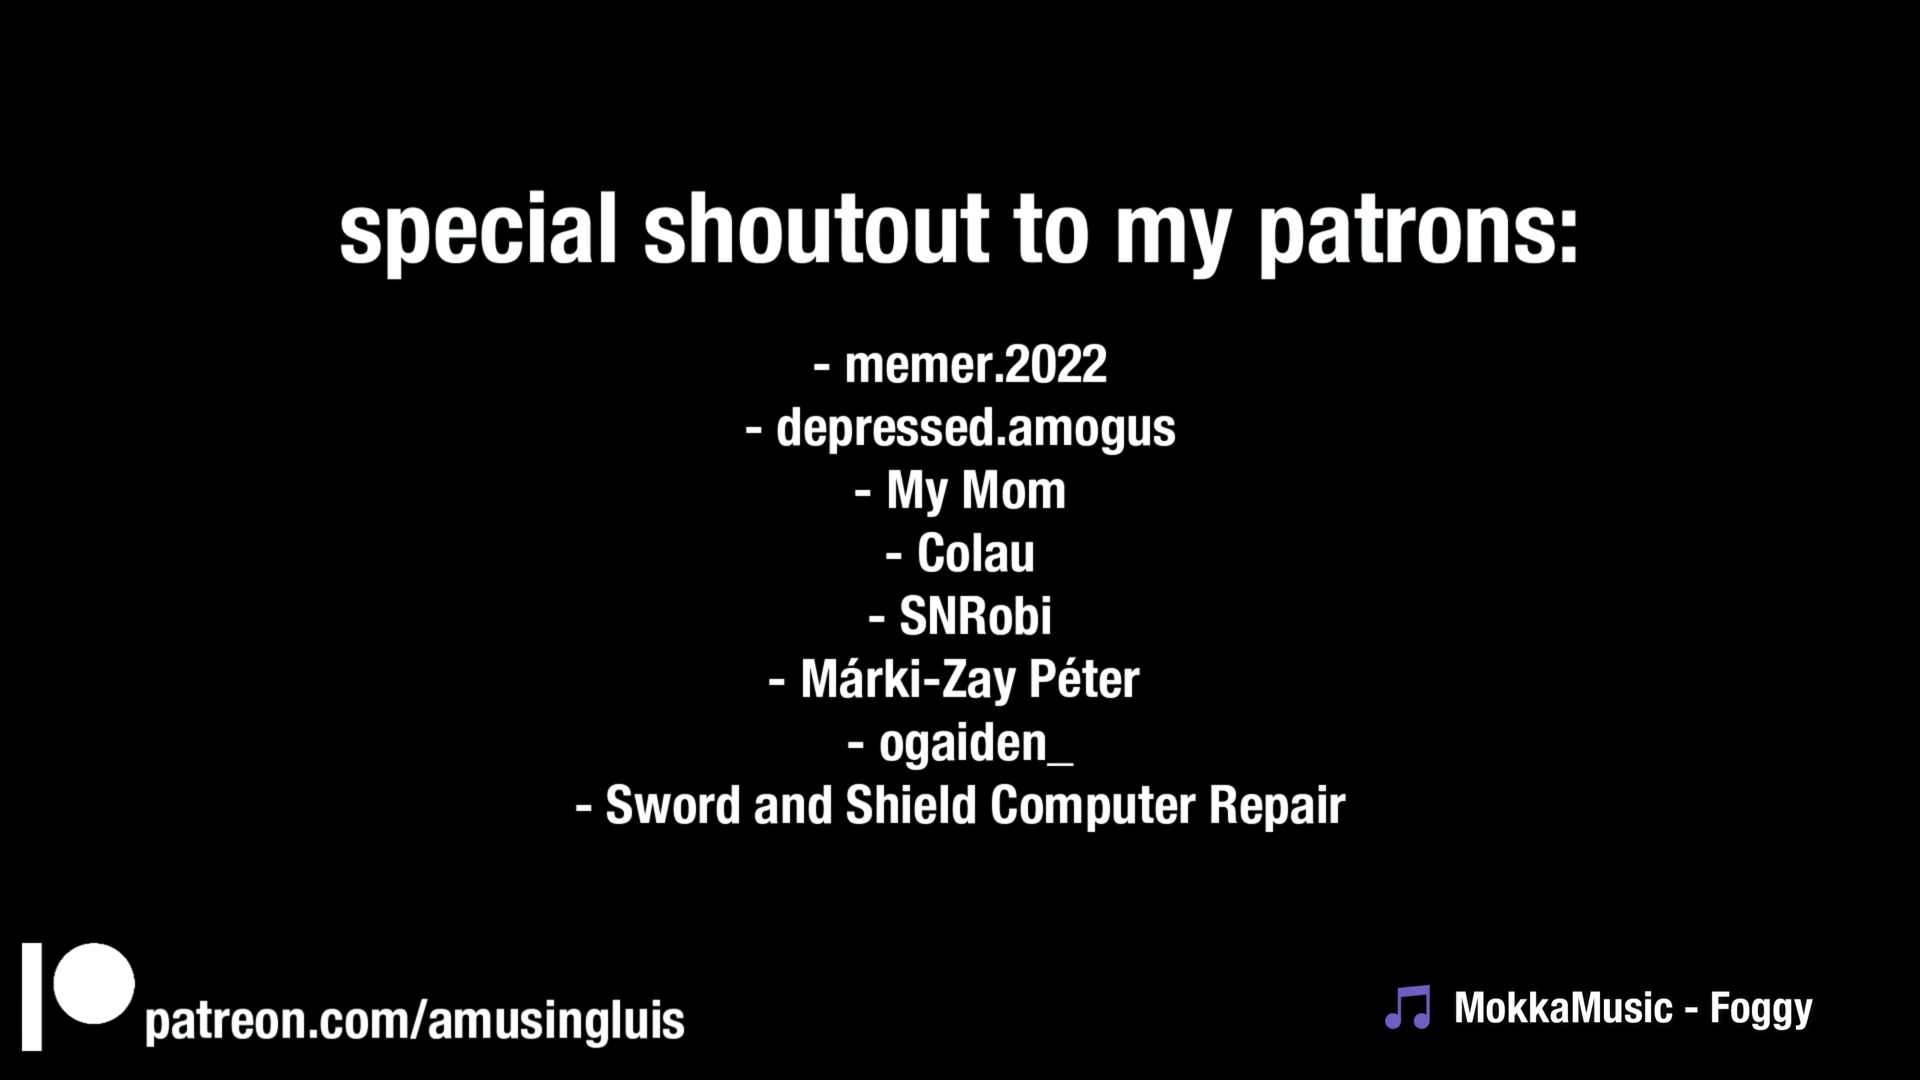 special shoutout to my patrons:
- memer.2022
- depressed.amogus
- My Mom
- Colau
- SNRobi
- Márki-Zay Péter
- ogaiden_
- Sword and Shield Computer Repair
patreon.com/amusingluis
MokkaMusic - Foggy